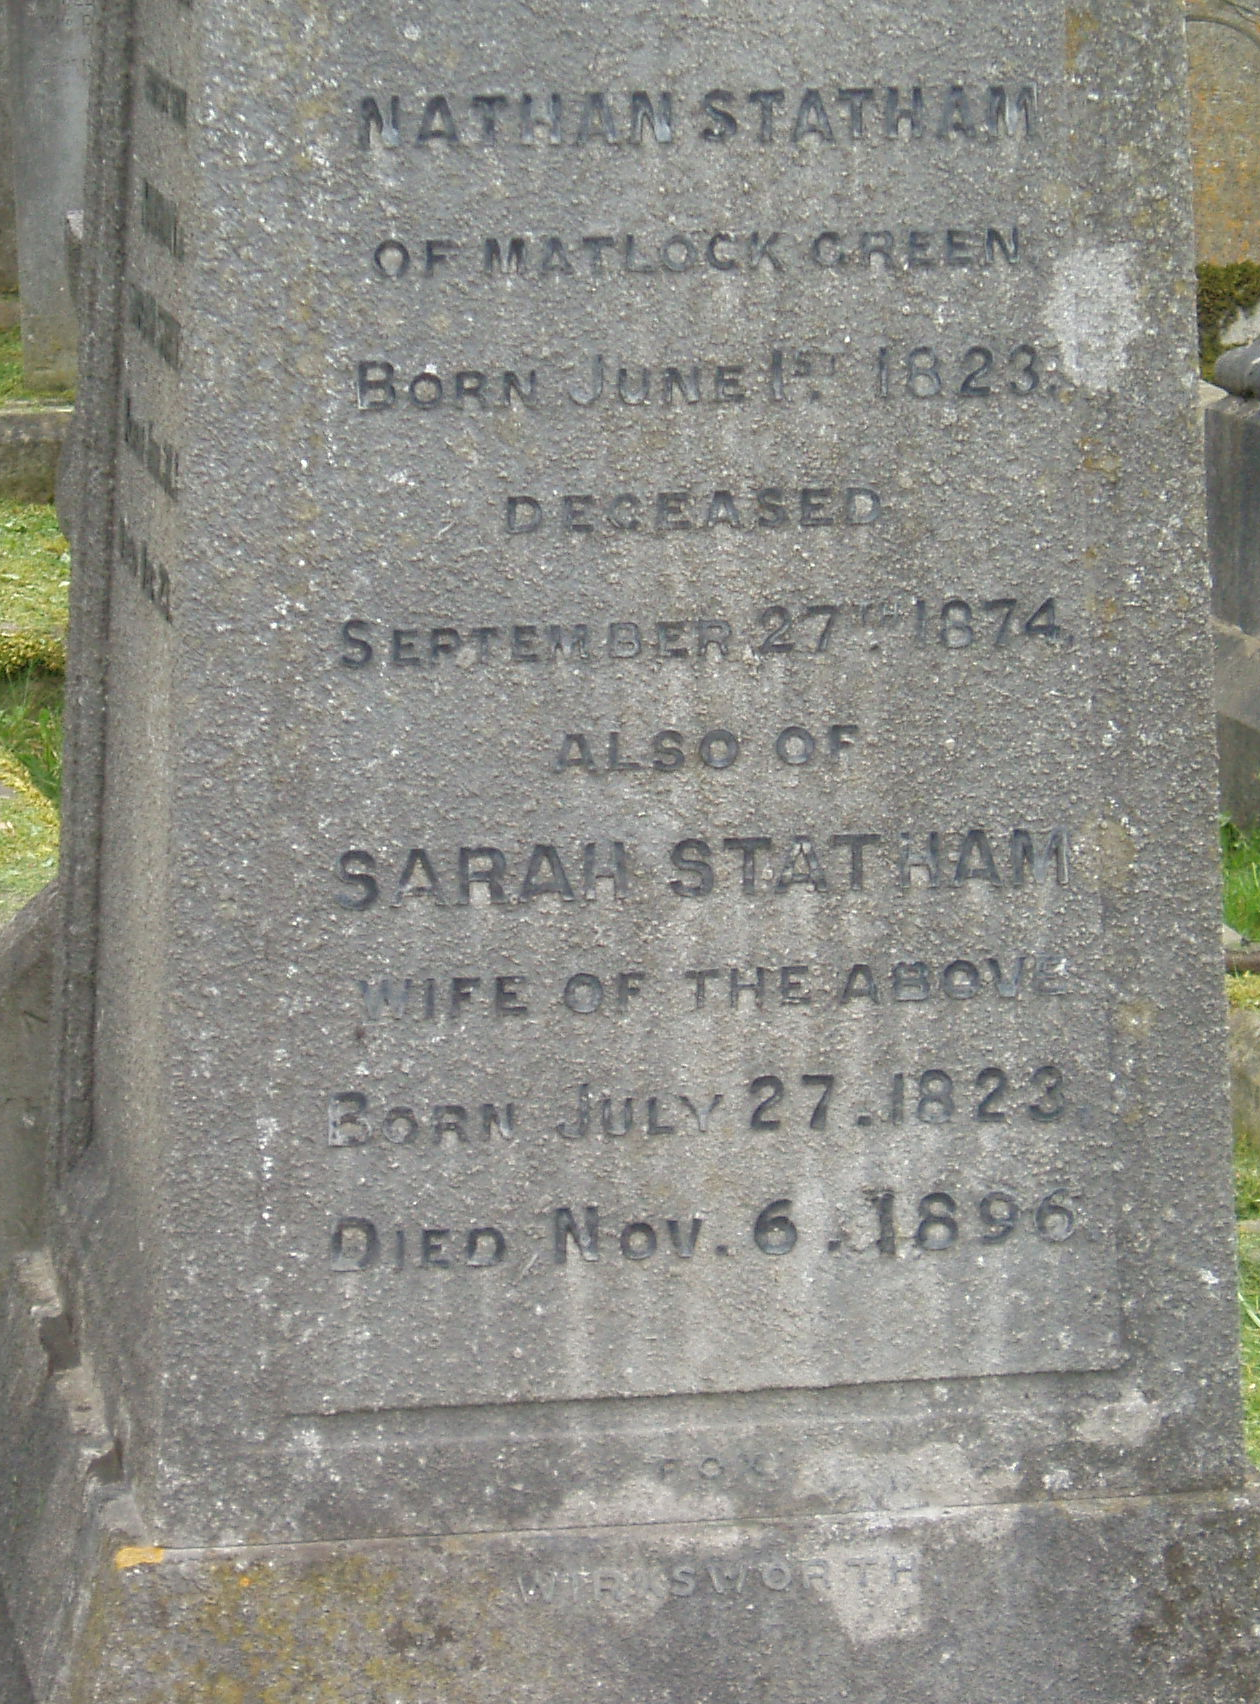 NATHAN STATHAM
OF MATLOCK GREEN
BORN JUNE 1ST. 1823.
DECEASED
SEPTEMBER 27TH. 1874.
ALSO OF
SARAH STATHAM
WIFE OF THE ABOVE
BORN JULY 27. 1823.
DIED NOV. 6. 1896
WIRKSWORTH